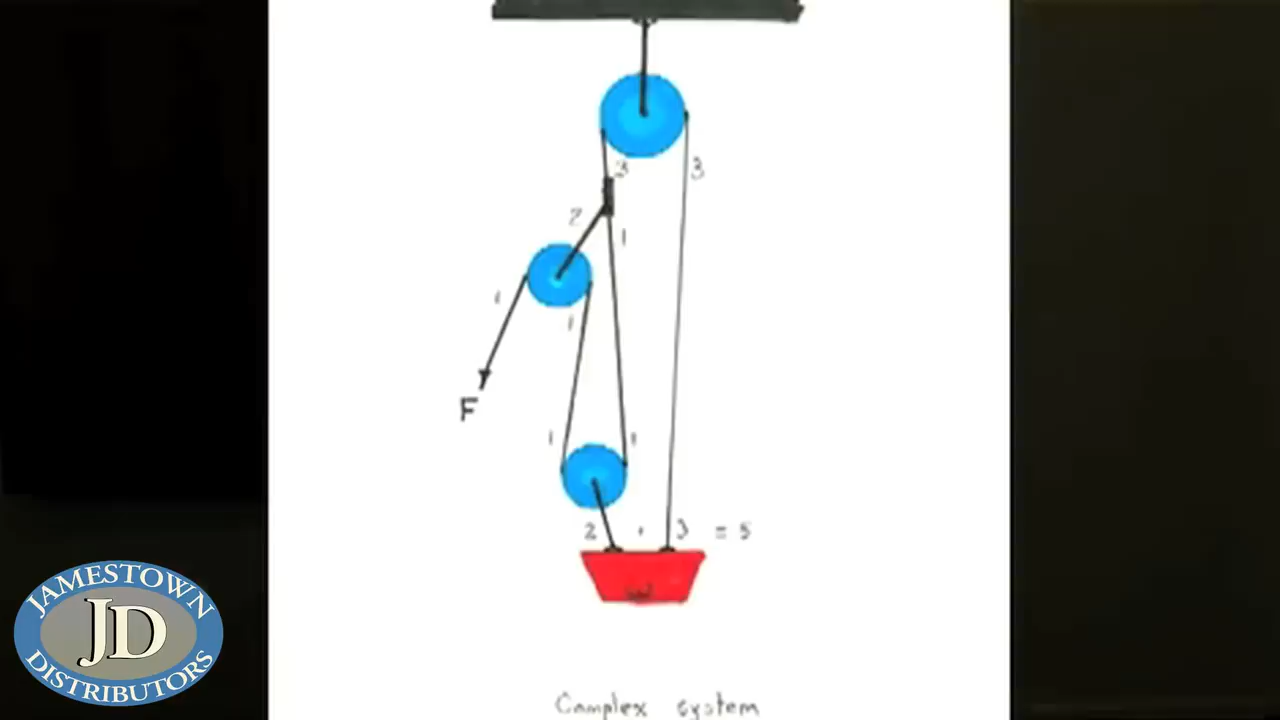 3 3
2
1
1
1
F
1 1
2 + 3 = 5
W
Complex system
JAMESTOWN
JD
DISTRIBUTORS